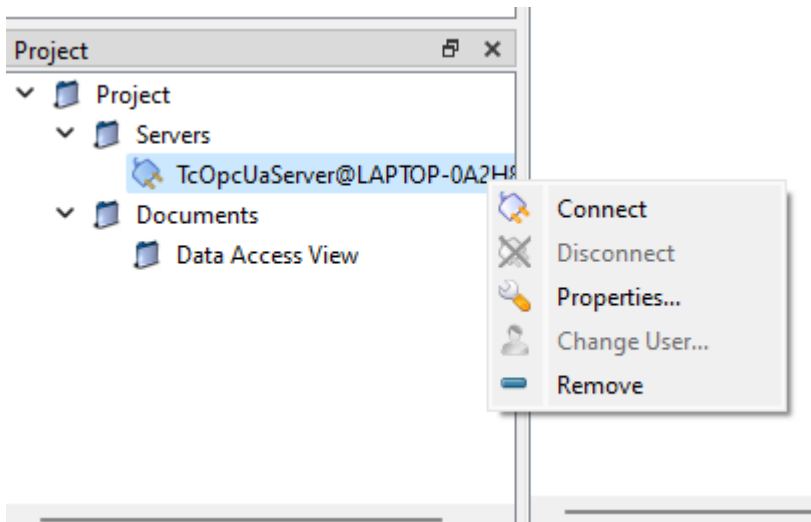 Project
Project
Servers
TcOpcUaServer@LAPTOP-0A2H
Documents
Data Access View
Connect
Disconnect
Properties...
Change User...
Remove